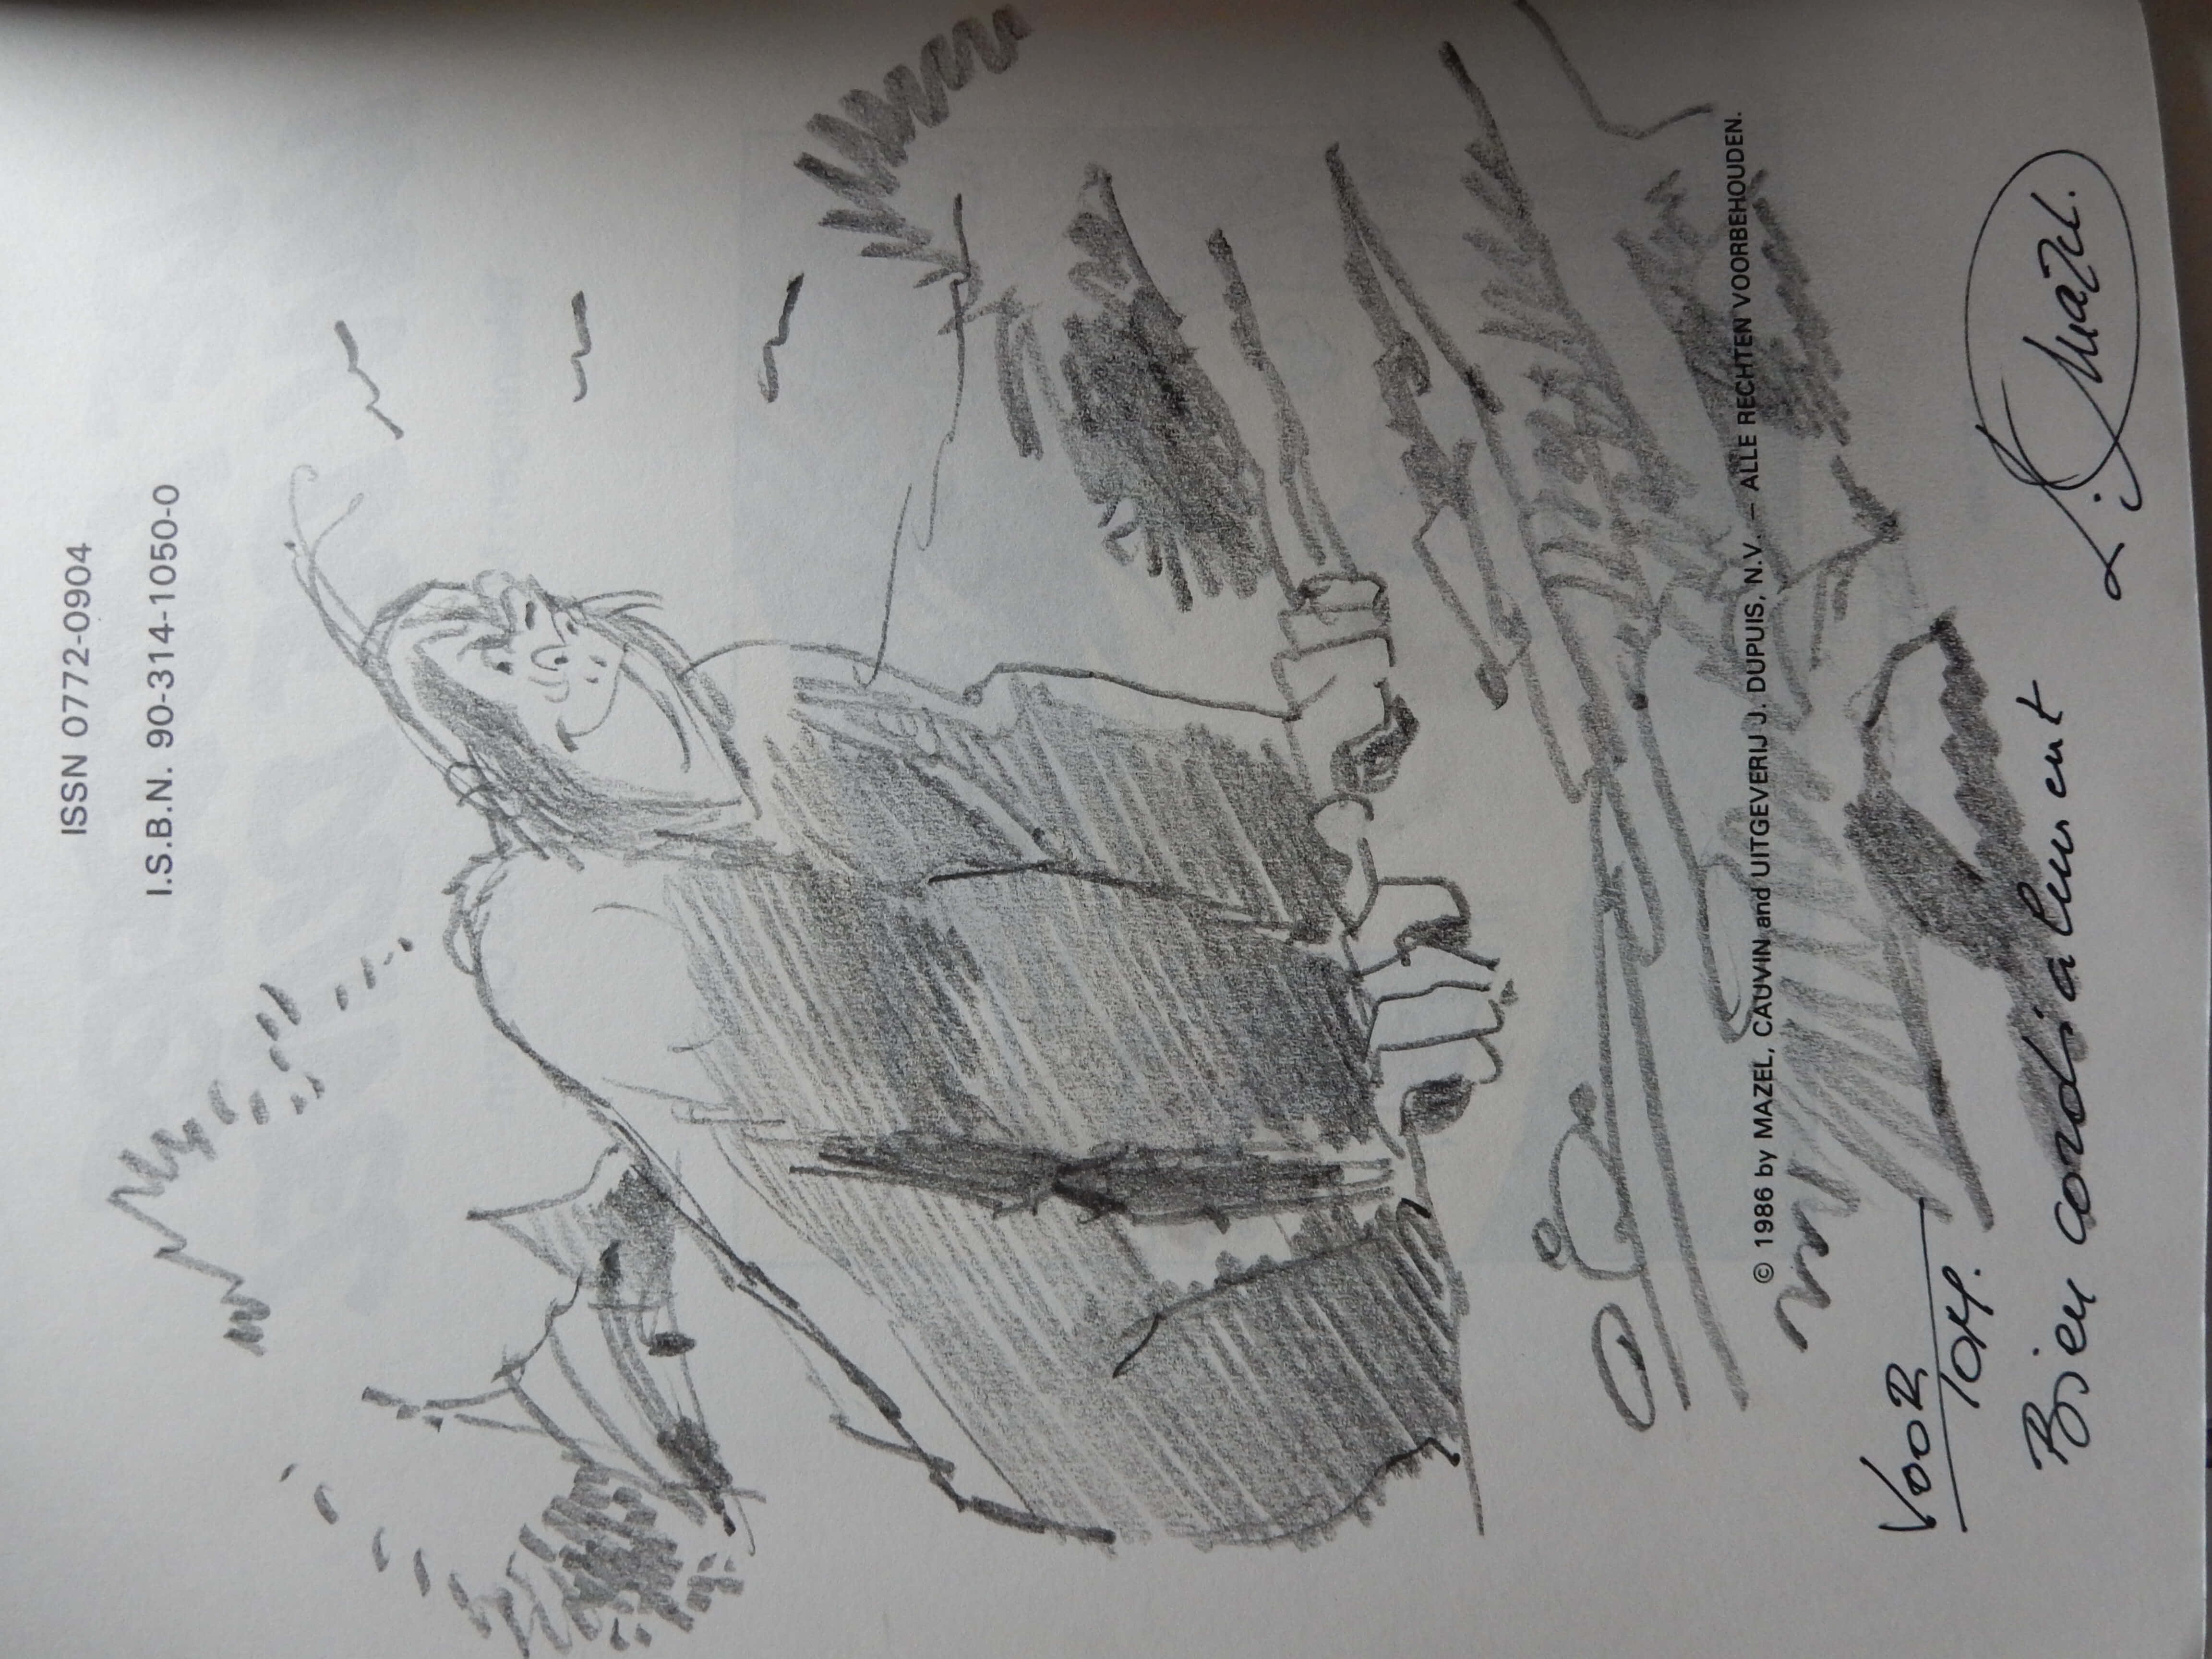 ISSN 0772-0904
I.S.B.N. 90-314-1050-0
© 1986 by MAZEL, CAUVIN and UITGEVERIJ J. DUPUIS, N.V. — ALLE RECHTEN VOORBEHOUDEN.
VOOR
TOM.
Bien cordialement
L. Mazel.